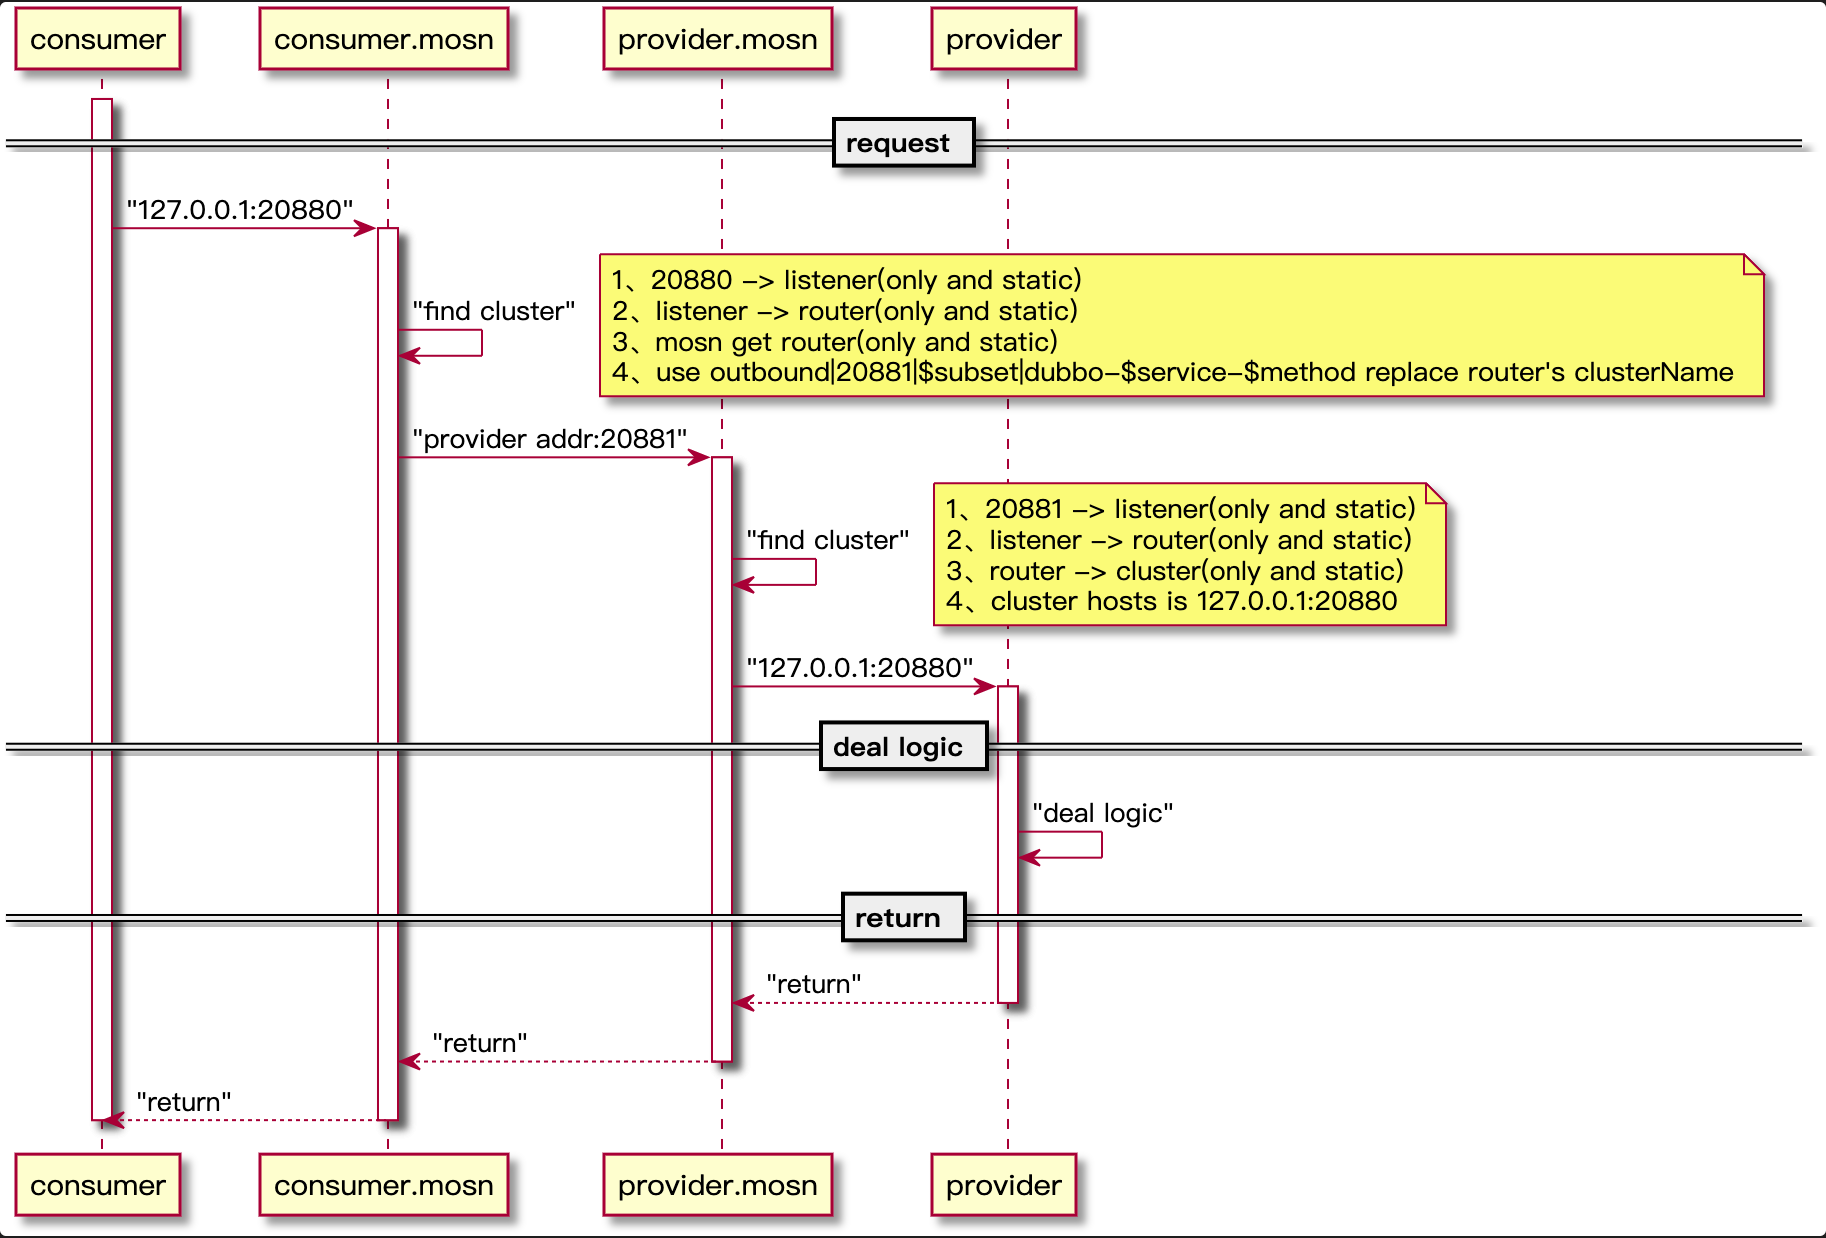 consumer
consumer.mosn
provider.mosn
provider
request
"127.0.0.1:20880"
"find cluster"
1、20880 -> listener(only and static)
2、listener -> router(only and static)
3、mosn get router(only and static)
4、use outbound|20881|$subset|dubbo-$service-$method replace router's clusterName
"provider addr:20881"
"find cluster"
1、20881 -> listener(only and static)
2、listener -> router(only and static)
3、router -> cluster(only and static)
4、cluster hosts is 127.0.0.1:20880
"127.0.0.1:20880"
deal logic
"deal logic"
return
"return"
"return"
"return"
consumer
consumer.mosn
provider.mosn
provider